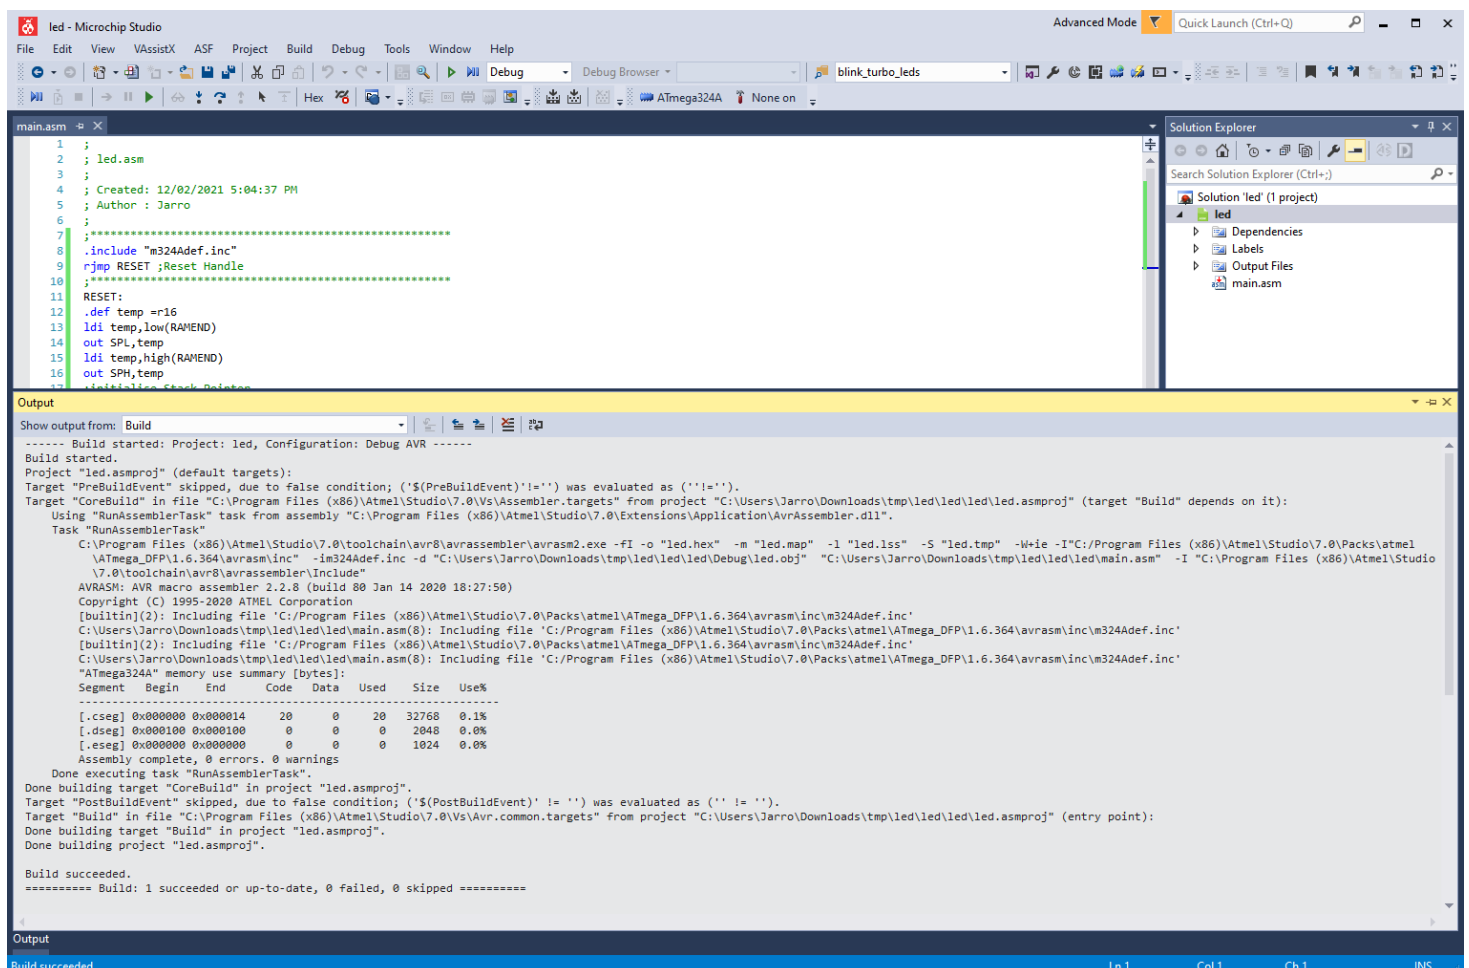 led - Microchip Studio
Advanced Mode
Quick Launch (Ctrl+Q)
File Edit View VAssistX ASF Project Build Debug Tools Window Help
Debug
Debug Browser
blink_turbo_leds
Hex
ATmega324A
None on
main.asm
1 ;
2 ; led.asm
3 ;
4 ; Created: 12/02/2021 5:04:37 PM
5 ; Author : Jarro
6 ;
7 ;*******************************************************
8 .include "m324Adef.inc"
9 rjmp RESET ;Reset Handle
10 ;*******************************************************
11 RESET:
12 .def temp =r16
13 ldi temp,low(RAMEND)
14 out SPL,temp
15 ldi temp,high(RAMEND)
16 out SPH,temp
17 ;initialise Stack Pointer
Solution Explorer
Search Solution Explorer (Ctrl+;)
Solution 'led' (1 project)
led
Dependencies
Labels
Output Files
main.asm
Output
Show output from: Build
------ Build started: Project: led, Configuration: Debug AVR ------
Build started.
Project "led.asmproj" (default targets):
Target "PreBuildEvent" skipped, due to false condition; ('$(PreBuildEvent)'!='') was evaluated as (''!='').
Target "CoreBuild" in file "C:\Program Files (x86)\Atmel\Studio\7.0\Vs\Assembler.targets" from project "C:\Users\Jarro\Downloads\tmp\led\led\led\led.asmproj" (target "Build" depends on it):
Using "RunAssemblerTask" task from assembly "C:\Program Files (x86)\Atmel\Studio\7.0\Extensions\Application\AvrAssembler.dll".
Task "RunAssemblerTask"
C:\Program Files (x86)\Atmel\Studio\7.0\toolchain\avr8\avrassembler\avrasm2.exe -fI -o "led.hex" -m "led.map" -l "led.lss" -S "led.tmp" -W+ie -I"C:/Program Files (x86)\Atmel\Studio\7.0\Packs\atmel
\ATmega_DFP\1.6.364\avrasm\inc" -im324Adef.inc -d "C:\Users\Jarro\Downloads\tmp\led\led\led\Debug\led.obj" "C:\Users\Jarro\Downloads\tmp\led\led\led\main.asm" -I "C:\Program Files (x86)\Atmel\Studio
\7.0\toolchain\avr8\avrassembler\Include"
AVRASM: AVR macro assembler 2.2.8 (build 80 Jan 14 2020 18:27:50)
Copyright (C) 1995-2020 ATMEL Corporation
[builtin](2): Including file 'C:/Program Files (x86)\Atmel\Studio\7.0\Packs\atmel\ATmega_DFP\1.6.364\avrasm\inc\m324Adef.inc'
C:\Users\Jarro\Downloads\tmp\led\led\led\main.asm(8): Including file 'C:/Program Files (x86)\Atmel\Studio\7.0\Packs\atmel\ATmega_DFP\1.6.364\avrasm\inc\m324Adef.inc'
[builtin](2): Including file 'C:/Program Files (x86)\Atmel\Studio\7.0\Packs\atmel\ATmega_DFP\1.6.364\avrasm\inc\m324Adef.inc'
C:\Users\Jarro\Downloads\tmp\led\led\led\main.asm(8): Including file 'C:/Program Files (x86)\Atmel\Studio\7.0\Packs\atmel\ATmega_DFP\1.6.364\avrasm\inc\m324Adef.inc'
"ATmega324A" memory use summary [bytes]:
Segment Begin End Code Data Used Size Use%
---------------------------------------------------------------
[.cseg] 0x000000 0x000014 20 0 20 32768 0.1%
[.dseg] 0x000100 0x000100 0 0 0 2048 0.0%
[.eseg] 0x000000 0x000000 0 0 0 1024 0.0%
Assembly complete, 0 errors. 0 warnings
Done executing task "RunAssemblerTask".
Done building target "CoreBuild" in project "led.asmproj".
Target "PostBuildEvent" skipped, due to false condition; ('$(PostBuildEvent)' != '') was evaluated as ('' != '').
Target "Build" in file "C:\Program Files (x86)\Atmel\Studio\7.0\Vs\Avr.common.targets" from project "C:\Users\Jarro\Downloads\tmp\led\led\led\led.asmproj" (entry point):
Done building target "Build" in project "led.asmproj".
Done building project "led.asmproj".
Build succeeded.
========== Build: 1 succeeded or up-to-date, 0 failed, 0 skipped ==========
Output
Build succeeded
Ln 1 Col 1 Ch 1 INS